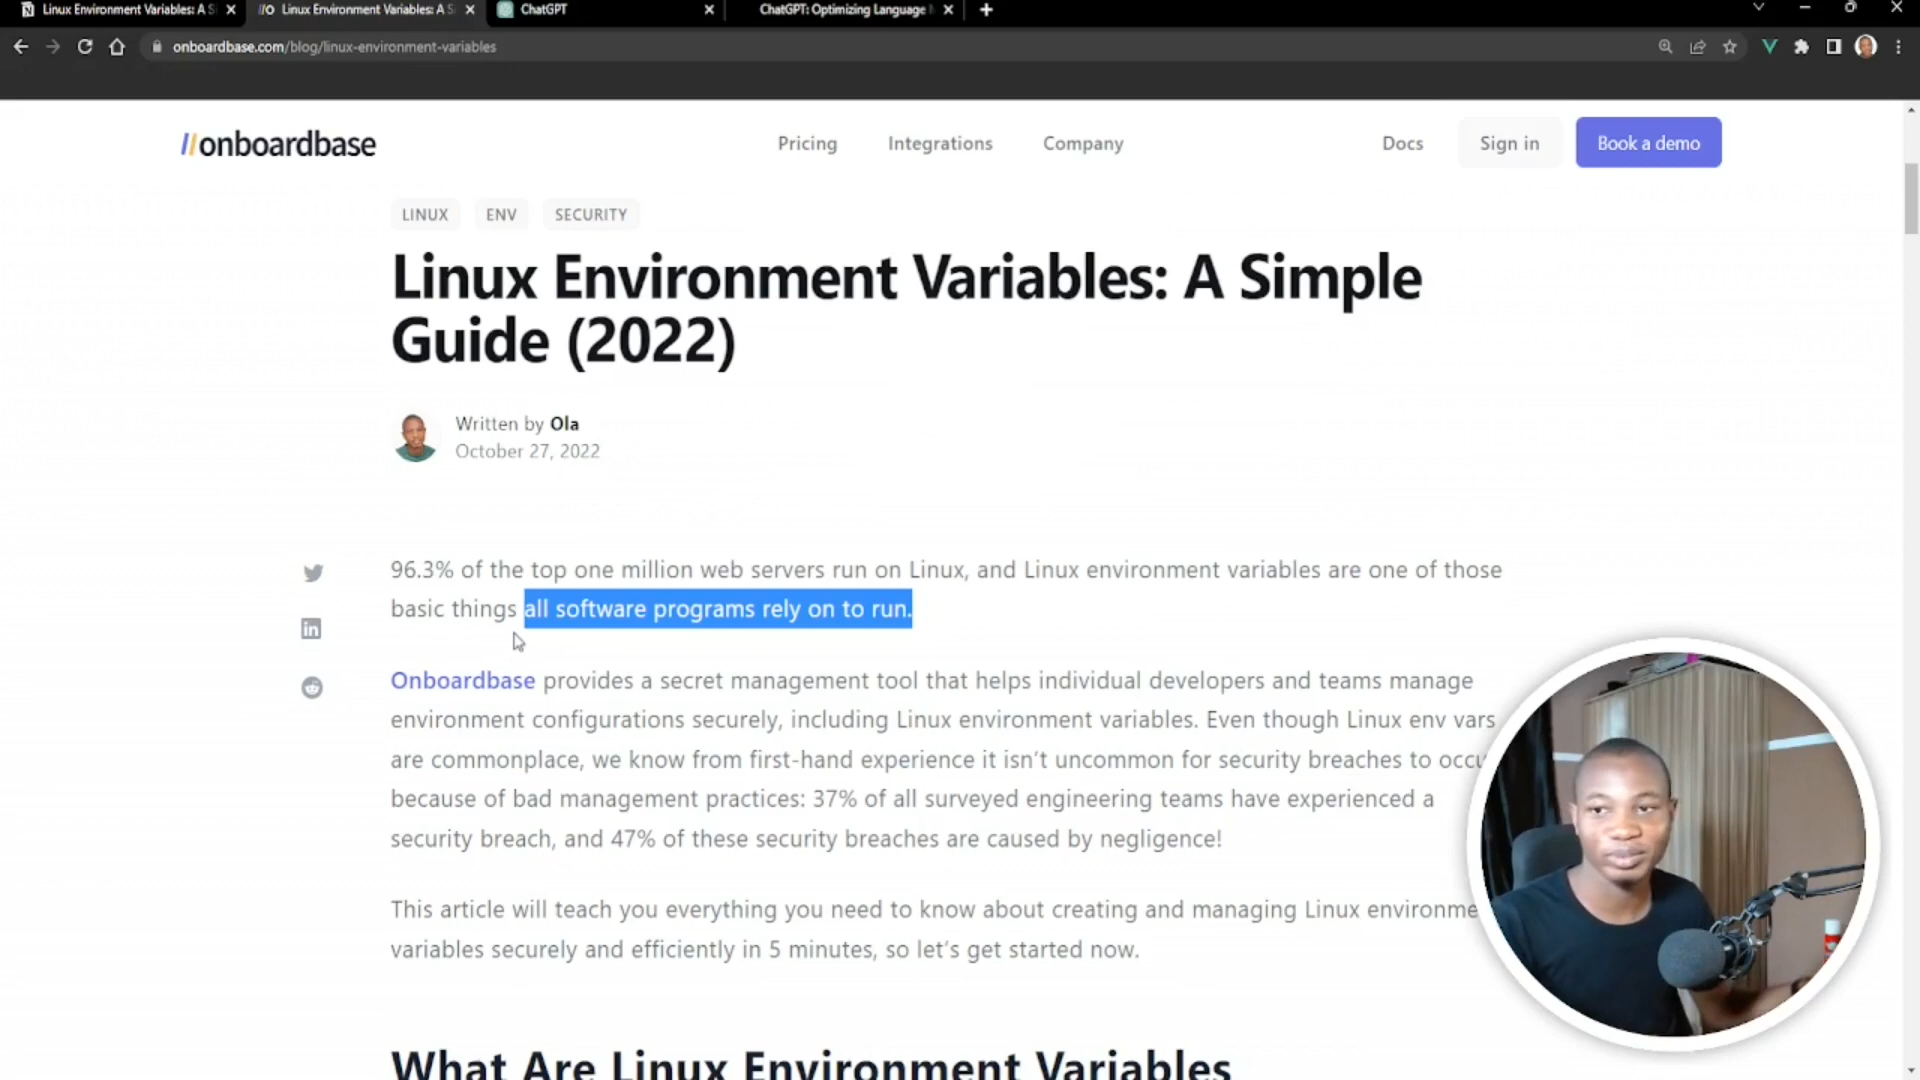 Linux Environment Variables: A S
Linux Environment Variables: A S
ChatGPT
ChatGPT: Optimizing Language
onboardbase.com/blog/linux-environment-variables
//onboardbase
Pricing
Integrations
Company
Docs
Sign in
Book a demo
LINUX
ENV
SECURITY
Linux Environment Variables: A Simple
Guide (2022)
Written by Ola
October 27, 2022
96.3% of the top one million web servers run on Linux, and Linux environment variables are one of those
basic things all software programs rely on to run.
Onboardbase provides a secret management tool that helps individual developers and teams manage
environment configurations securely, including Linux environment variables. Even though Linux env vars
are commonplace, we know from first-hand experience it isn't uncommon for security breaches to occu
because of bad management practices: 37% of all surveyed engineering teams have experienced a
security breach, and 47% of these security breaches are caused by negligence!
This article will teach you everything you need to know about creating and managing Linux environme
variables securely and efficiently in 5 minutes, so let's get started now.
What Are Linux Environment Variables